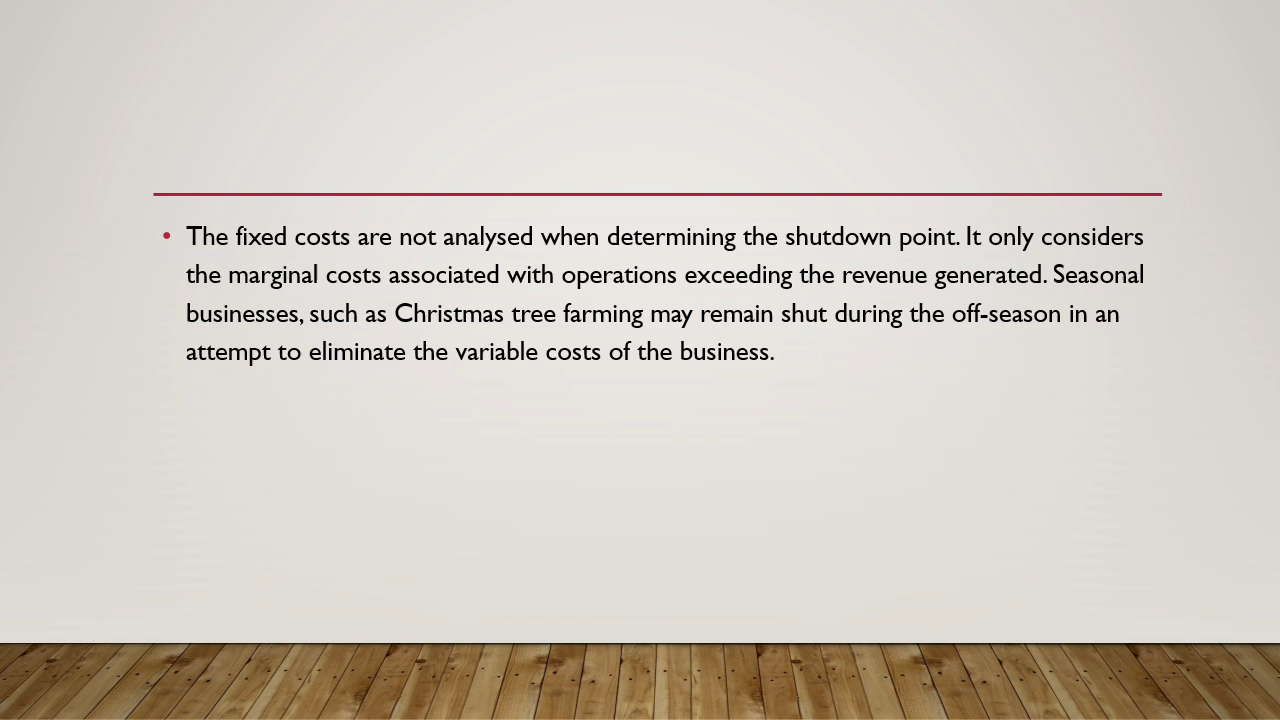 • The fixed costs are not analysed when determining the shutdown point. It only considers
the marginal costs associated with operations exceeding the revenue generated. Seasonal
businesses, such as Christmas tree farming may remain shut during the off-season in an
attempt to eliminate the variable costs of the business.